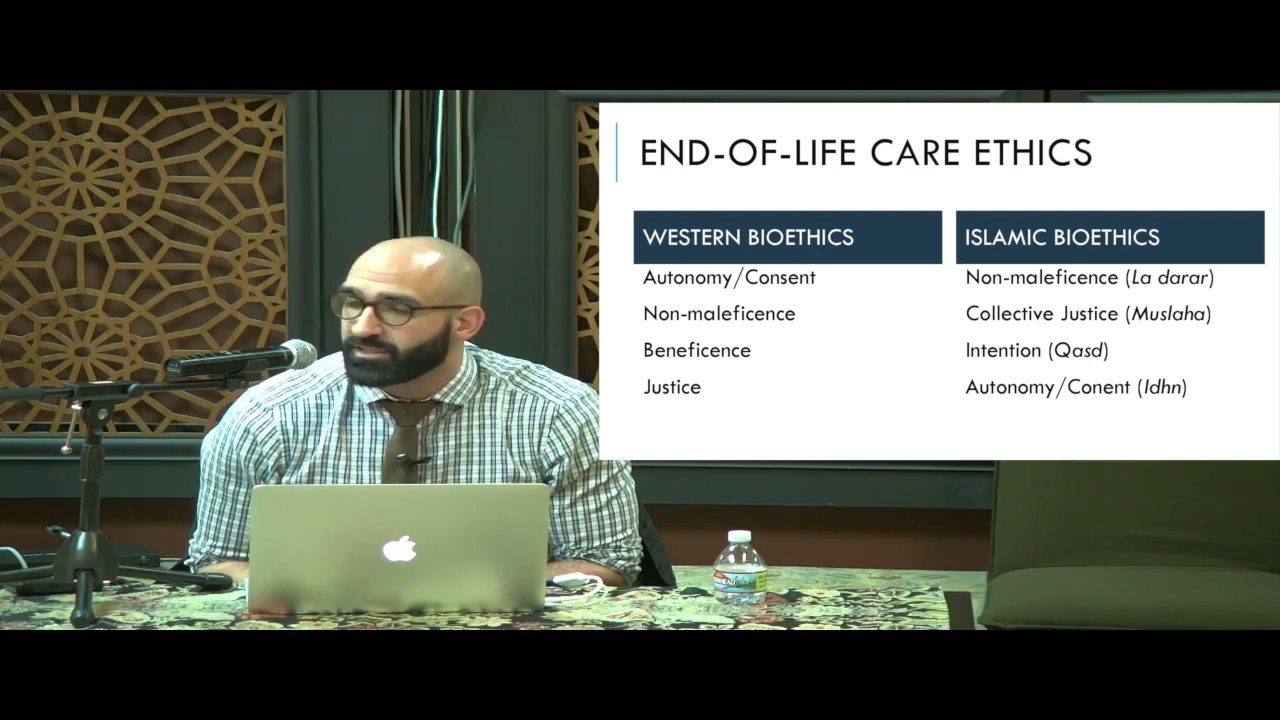 END-OF-LIFE CARE ETHICS
WESTERN BIOETHICS
Autonomy/Consent
Non-maleficence
Beneficence
Justice
ISLAMIC BIOETHICS
Non-maleficence (La darar)
Collective Justice (Muslaha)
Intention (Qasd)
Autonomy/Conent (Idhn)